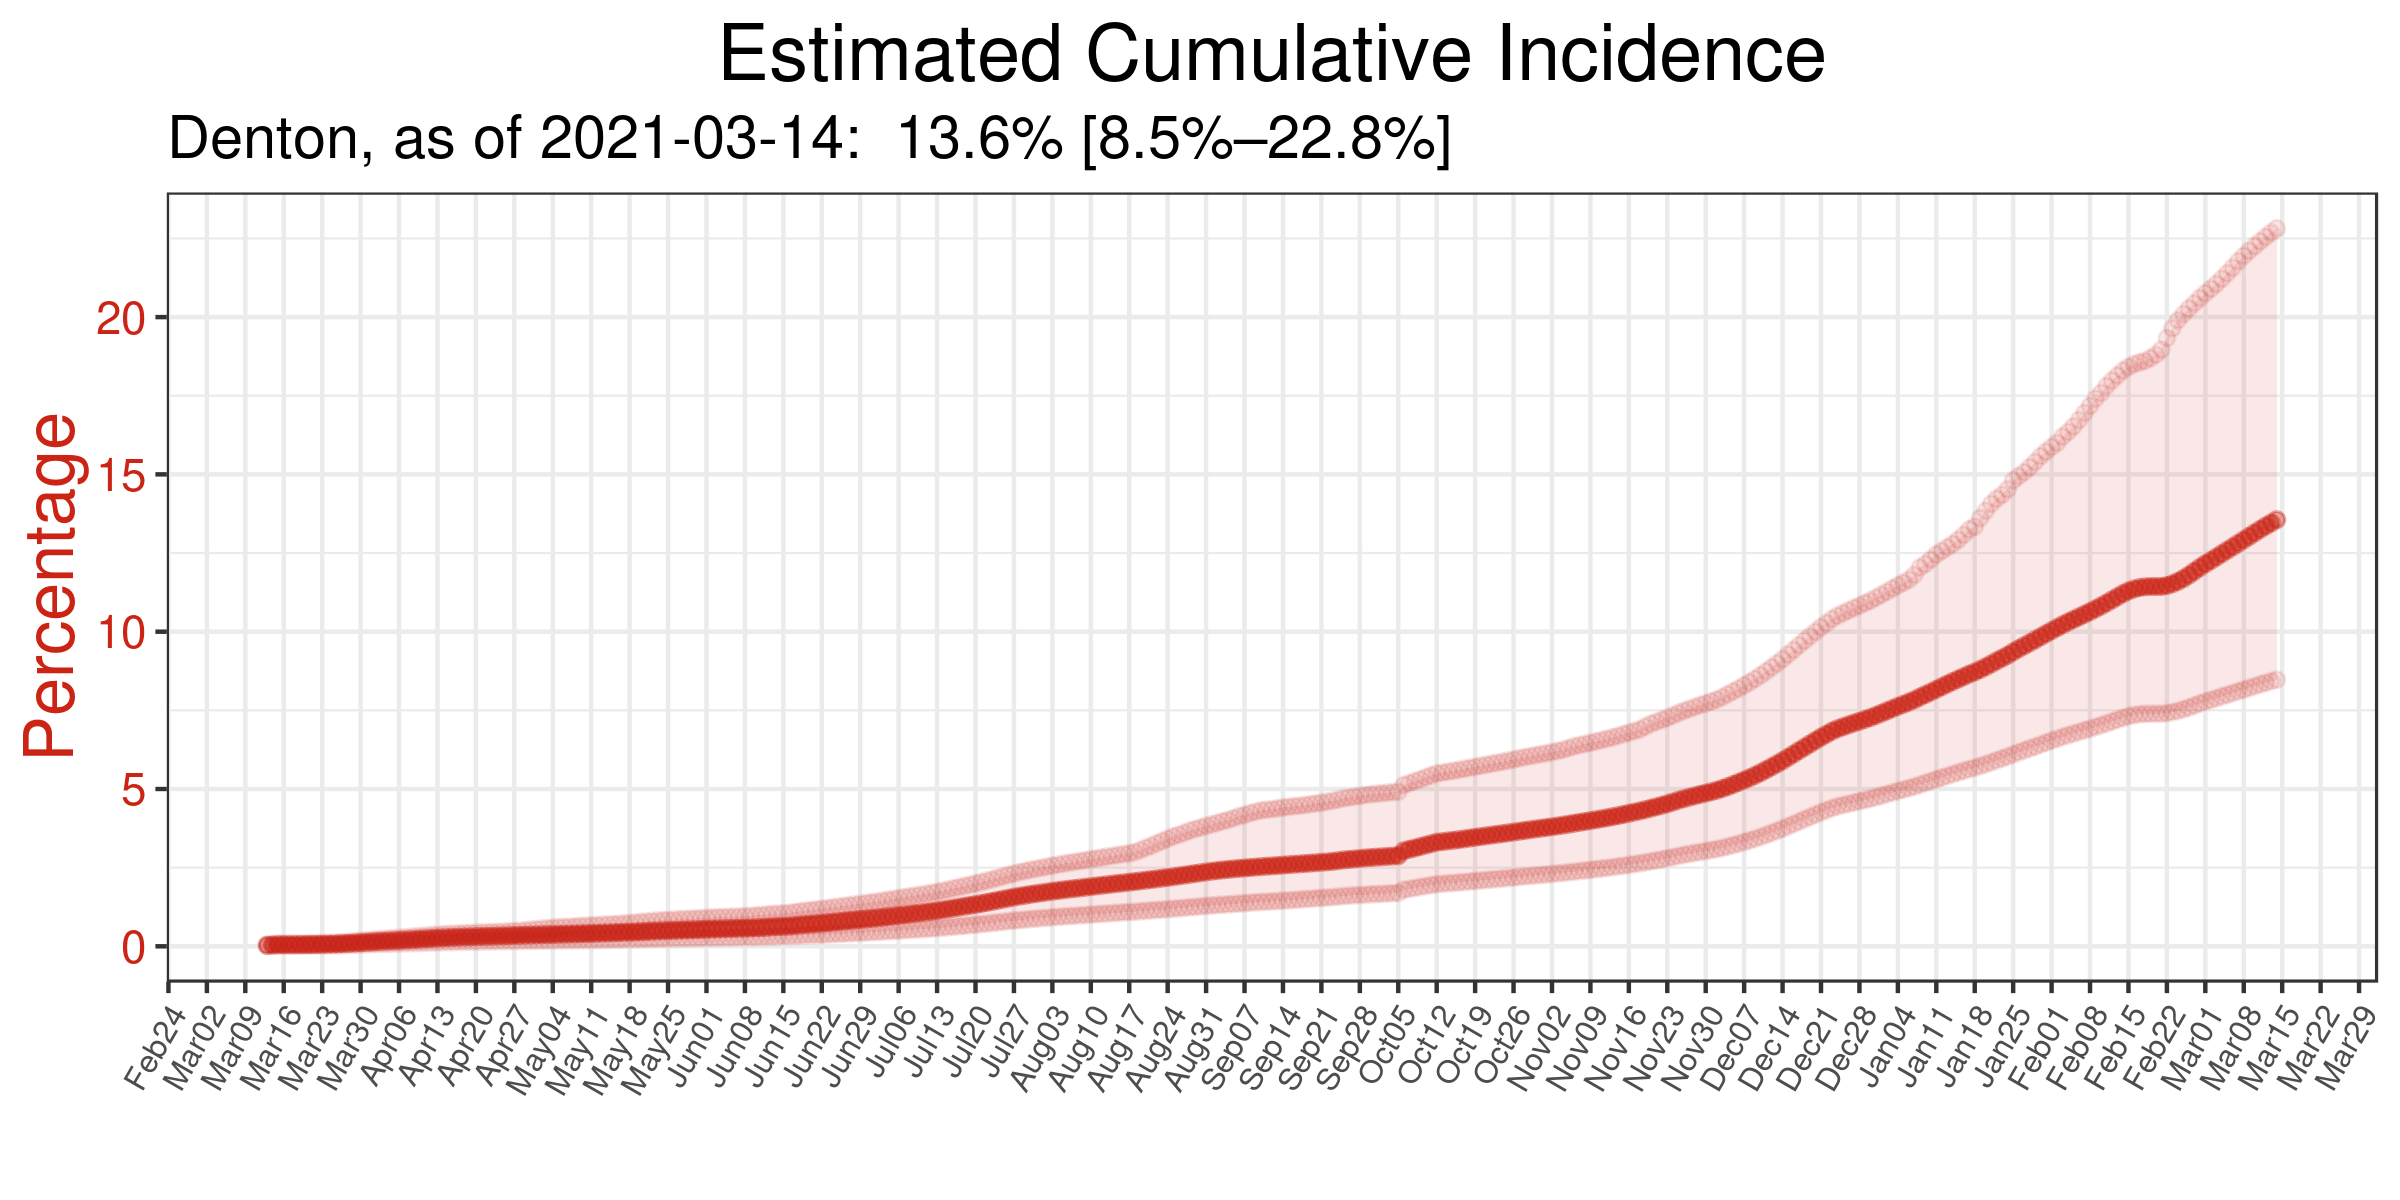 Estimated Cumulative Incidence
Denton, as of 2021-03-14:  13.6% [8.5%–22.8%]
Percentage
20
15
10
5
0
Feb24 Mar02 Mar09 Mar16 Mar23 Mar30 Apr06 Apr13 Apr20 Apr27 May04 May11 May18 May25 Jun01 Jun08 Jun15 Jun22 Jun29 Jul06 Jul13 Jul20 Jul27 Aug03 Aug10 Aug17 Aug24 Aug31 Sep07 Sep14 Sep21 Sep28 Oct05 Oct12 Oct19 Oct26 Nov02 Nov09 Nov16 Nov23 Nov30 Dec07 Dec14 Dec21 Dec28 Jan04 Jan11 Jan18 Jan25 Feb01 Feb08 Feb15 Feb22 Mar01 Mar08 Mar15 Mar22 Mar29